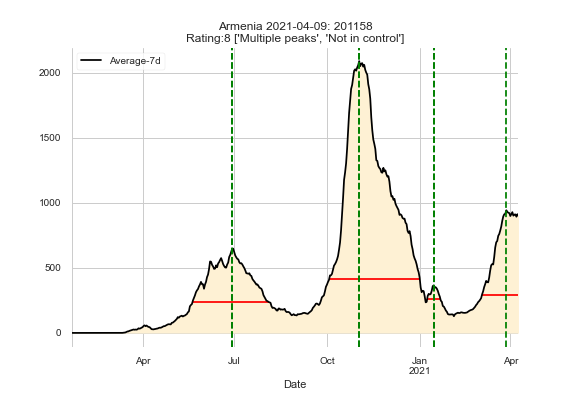 Armenia 2021-04-09: 201158
Rating:8 ['Multiple peaks', 'Not in control']
Average-7d
2000
1500
1000
500
0
Apr Jul Oct Jan Apr
2021
Date